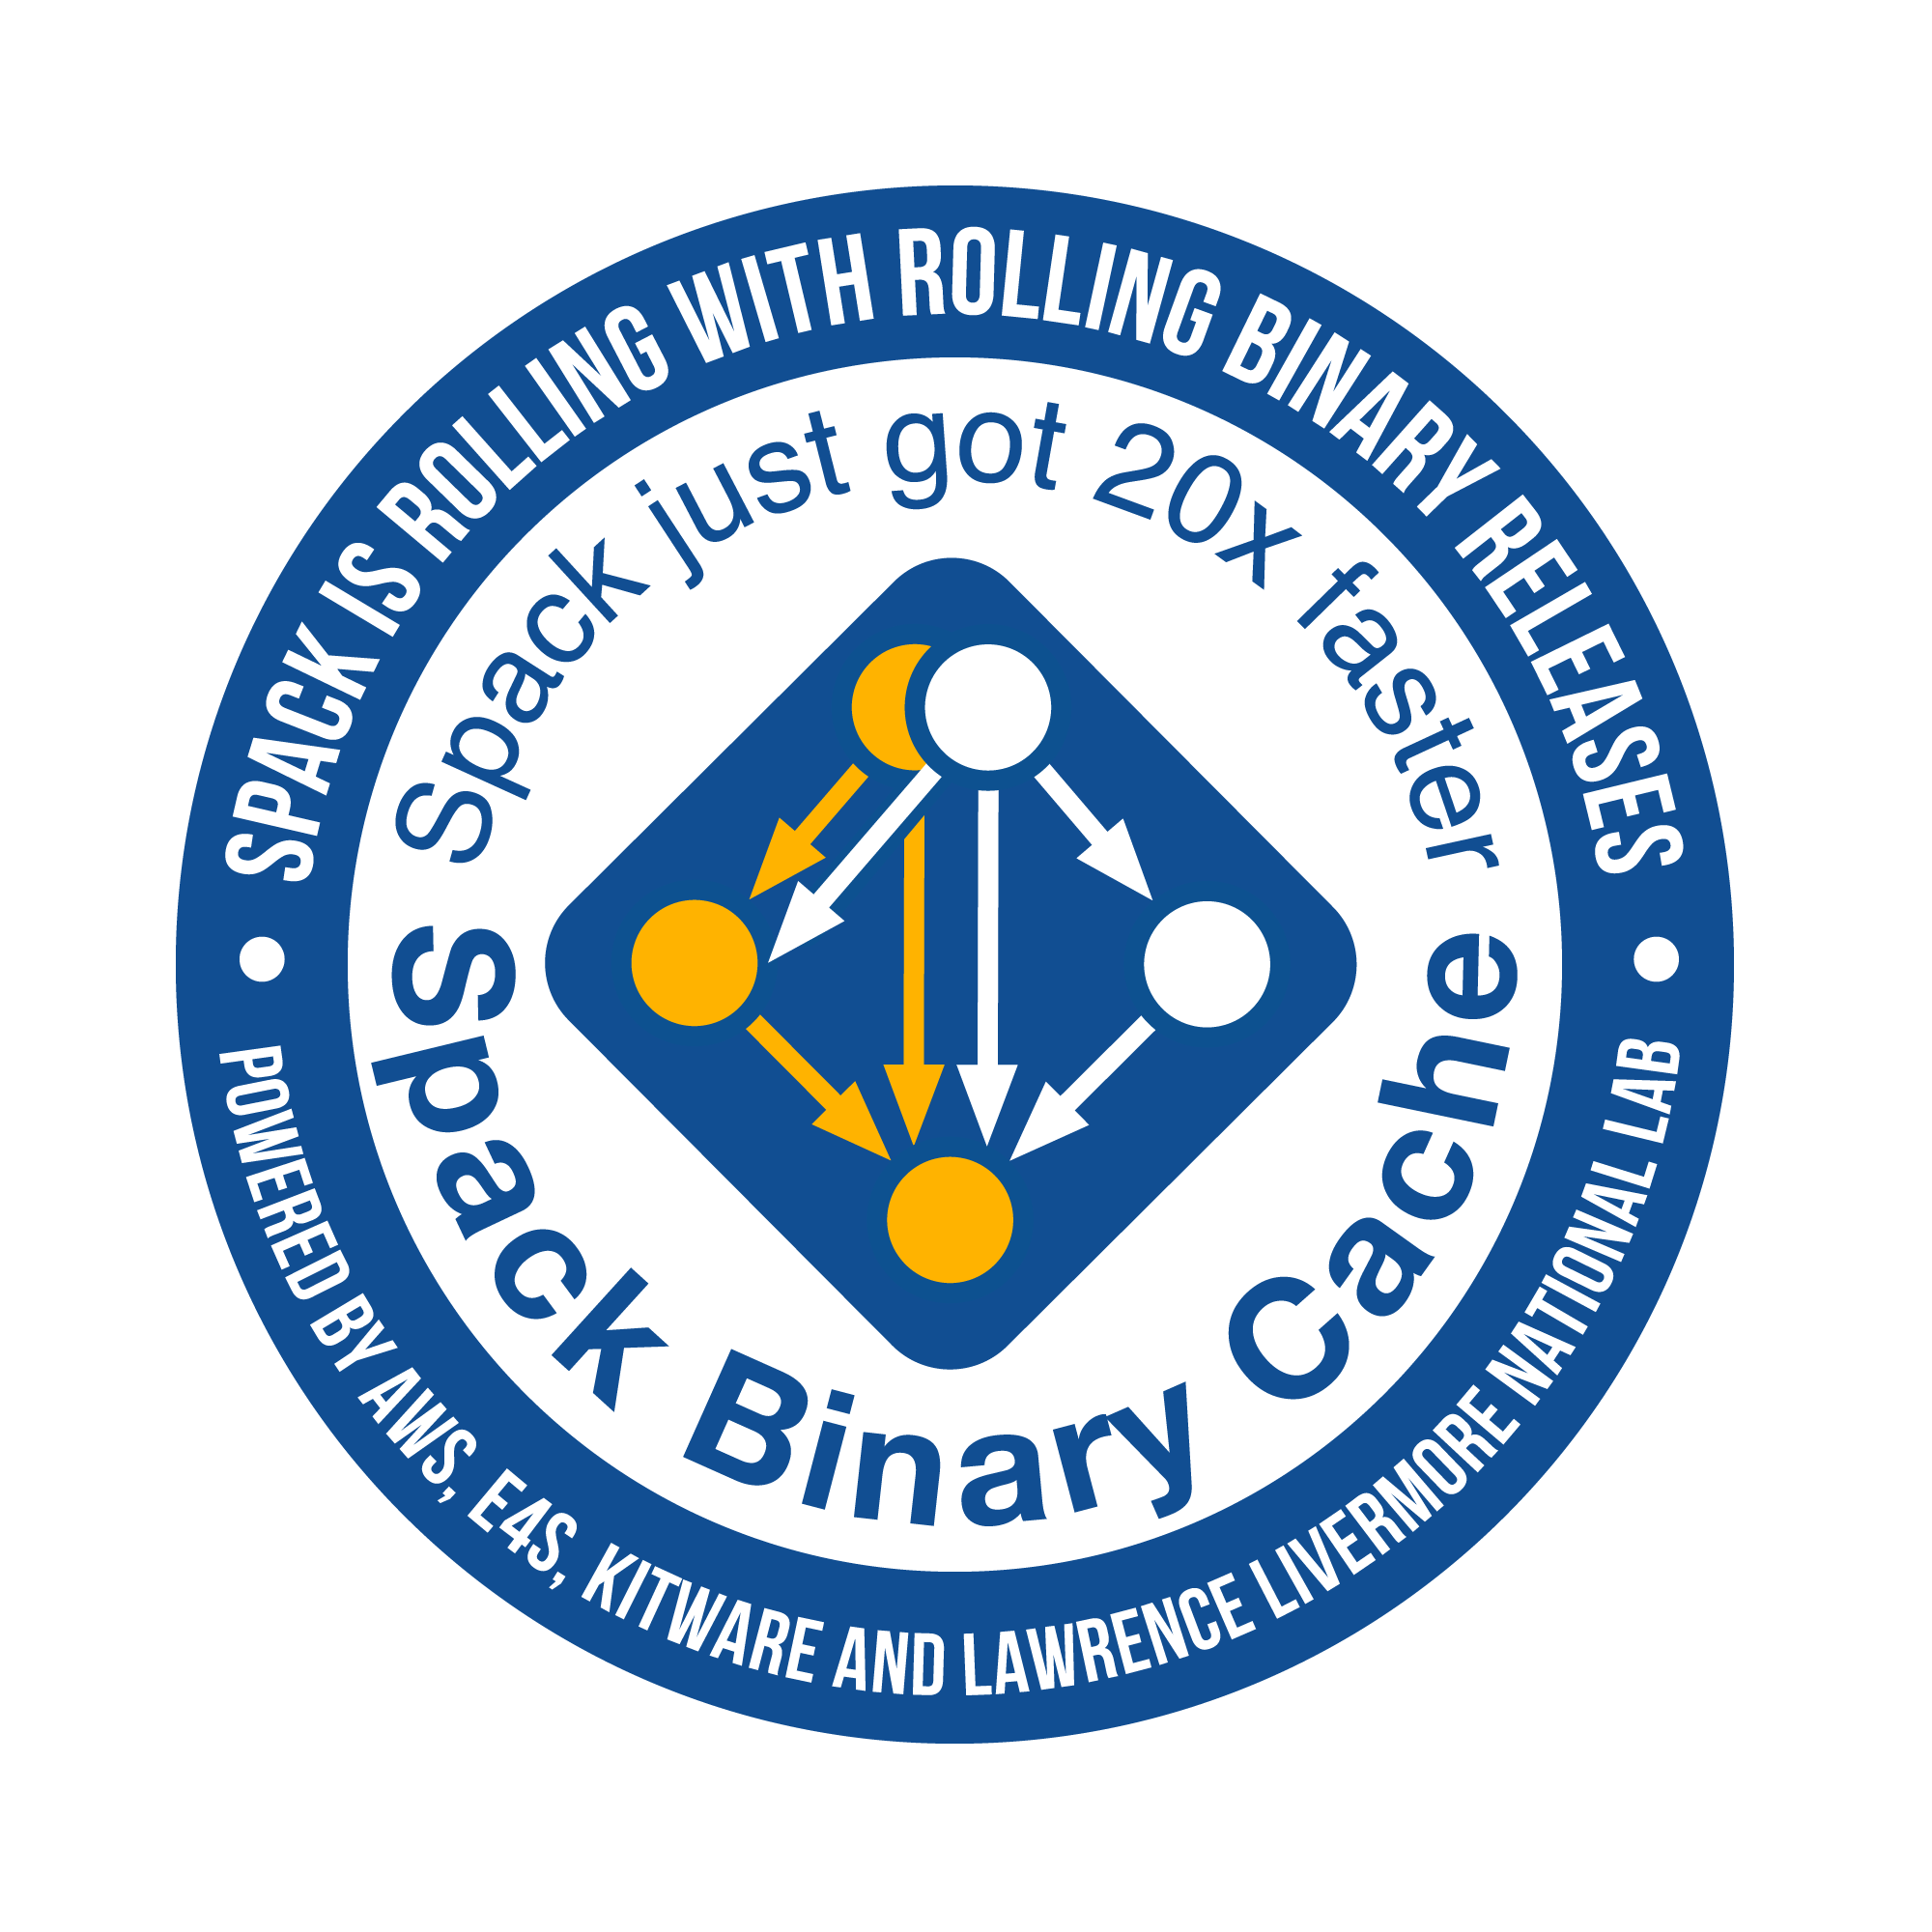 SPACK IS ROLLING WITH ROLLING BINARY RELEASES
Spack just got 20x faster
Spack Binary Cache
POWERED BY AWS, E4S, KITWARE AND LAWRENCE LIVERMORE NATIONAL LAB